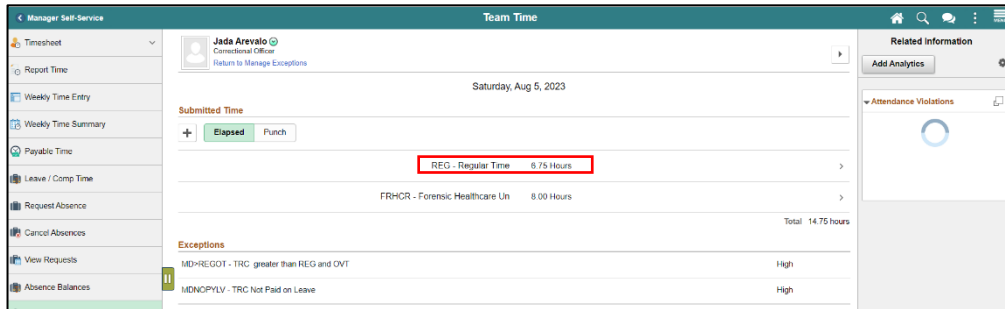 Manager Self-Service
Team Time
Timesheet
Report Time
Weekly Time Entry
Weekly Time Summary
Payable Time
Leave / Comp Time
Request Absence
Cancel Absences
View Requests
Absence Balances
Jada Arevalo
Correctional Officer
Return to Manage Exceptions
Saturday, Aug 5, 2023
Submitted Time
Elapsed Punch
REG - Regular Time 6.75 Hours
FRHCR - Forensic Healthcare Un 8.00 Hours
Total 14.75 hours
Exceptions
MD>REGOT - TRC greater than REG and OVT High
MDNOPYLV - TRC Not Paid on Leave High
Related Information
Add Analytics
Attendance Violations